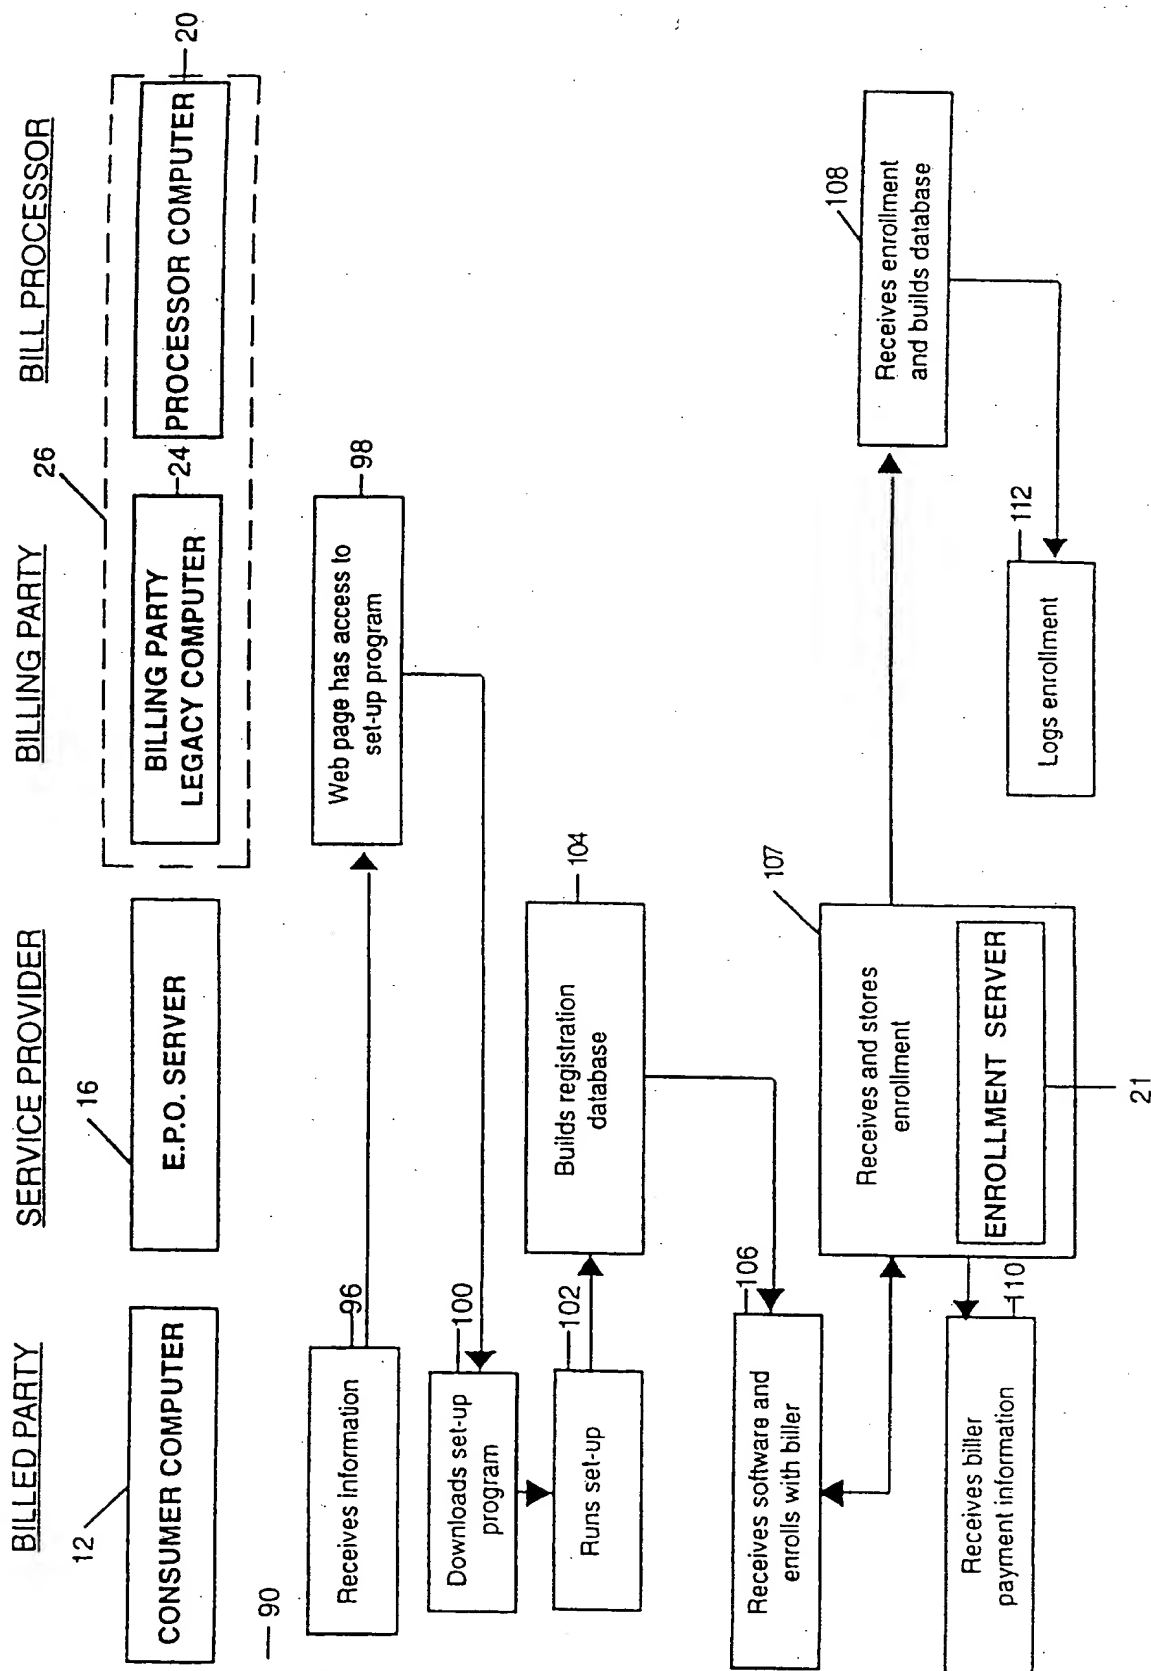 BILLED PARTY
SERVICE PROVIDER
BILLING PARTY
BILL PROCESSOR
12
16
26
CONSUMER COMPUTER
E.P.O. SERVER
BILLING PARTY
LEGACY COMPUTER
24
PROCESSOR COMPUTER
20
90
Receives information
96
Web page has access to
set-up program
98
Downloads set-up
program
100
Runs set-up
102
Builds registration
database
104
Receives software and
enrolls with biller
106
107
Receives and stores
enrollment
ENROLLMENT SERVER
21
108
Receives enrollment
and builds database
Receives biller
payment information
110
Logs enrollment
112